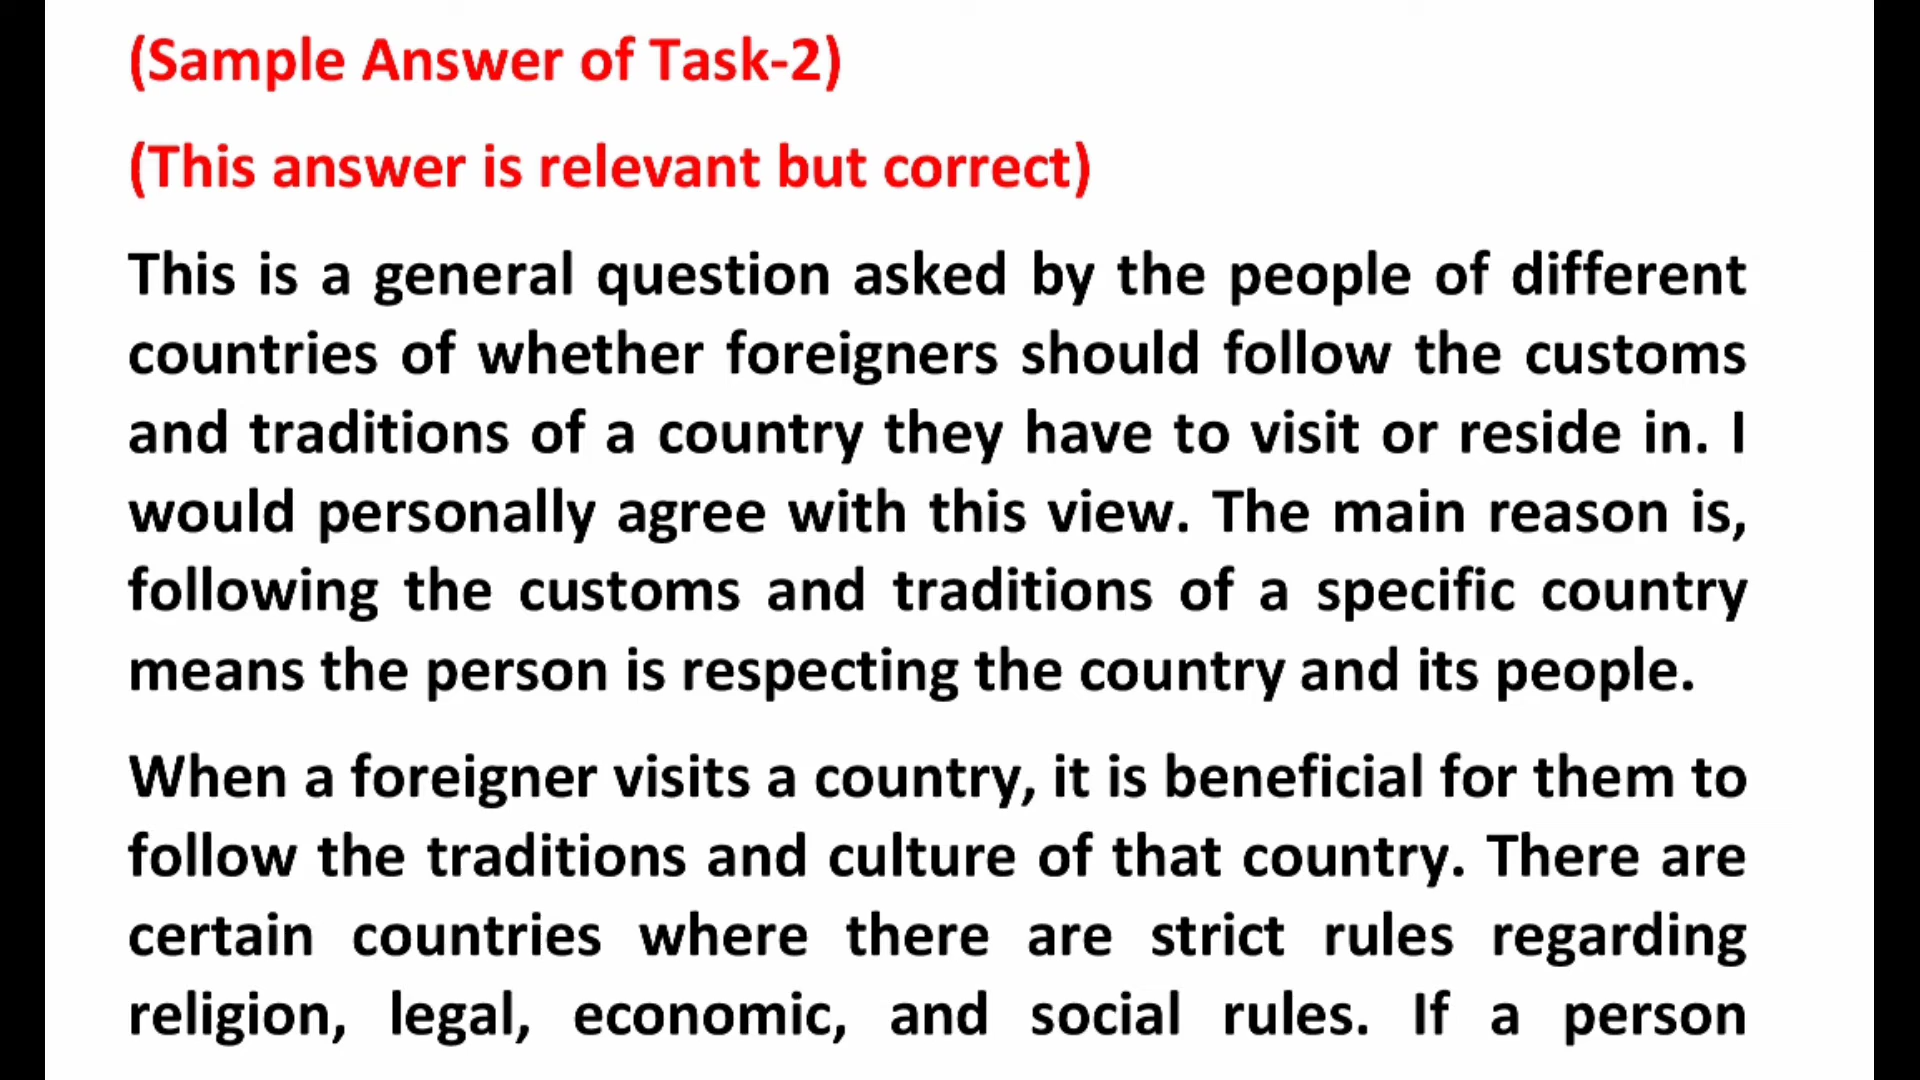 (Sample Answer of Task-2)
(This answer is relevant but correct)
This is a general question asked by the people of different
countries of whether foreigners should follow the customs
and traditions of a country they have to visit or reside in. I
would personally agree with this view. The main reason is,
following the customs and traditions of a specific country
means the person is respecting the country and its people.
When a foreigner visits a country, it is beneficial for them to
follow the traditions and culture of that country. There are
certain countries where there are strict rules regarding
religion, legal, economic, and social rules. If a person